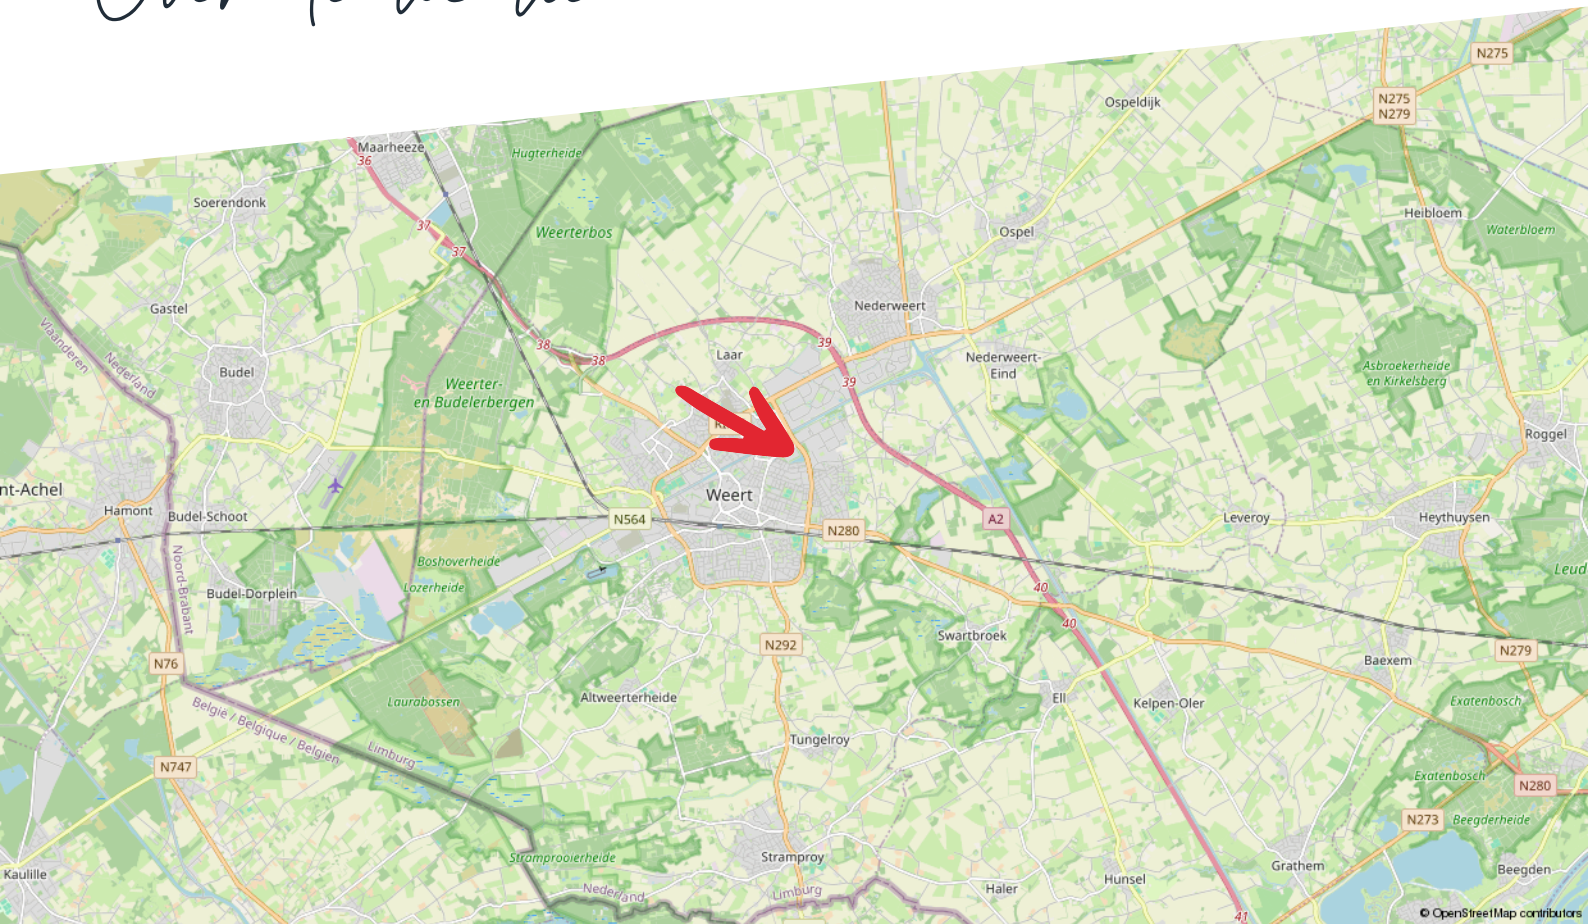 N275
N275
N279
Ospeldijk
Maarheeze
36
Hugterheide
Soerendonk
Heibloem
Waterbloem
37
Weerterbos
Ospel
37
Gastel
Nederweert
Vlaanderen
Nederland
38
38
Laar
39
Nederweert-
Eind
Budel
39
Asbroekerheide
en Kirkelsberg
Weerter-
en Budelerbergen
Roggel
nt-Achel
Hamont
Budel-Schoot
Weert
N564
N280
A2
Leveroy
Heythuysen
Noord-Brabant
Boshoverheide
Lozerheide
Leud
Budel-Dorplein
40
40
Swartbroek
N292
N279
N76
Baexem
Altweerterheide
Ell
Kelpen-Oler
Exatenbosch
Laurabossen
België / Belgique / Belgien
Limburg
Tungelroy
N747
Exatenbosch
N280
N273
Beegderheide
Stramprooierheide
Stramproy
Kaulille
Grathem
Beegden
Hunsel
Haler
Nederland
Limburg
41
© OpenStreetMap contributors